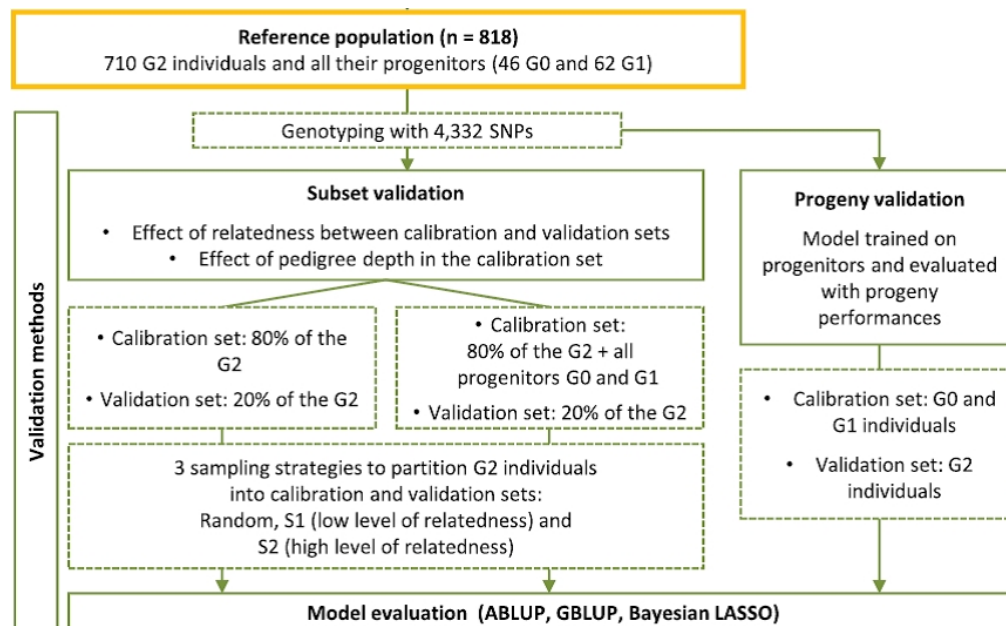 Reference population (n = 818)
710 G2 individuals and all their progenitors (46 G0 and 62 G1)
Genotyping with 4,332 SNPs
Validation methods
Subset validation
• Effect of relatedness between calibration and validation sets
• Effect of pedigree depth in the calibration set
Progeny validation
Model trained on
progenitors and evaluated
with progeny
performances
• Calibration set: 80% of the
G2
• Validation set: 20% of the G2
• Calibration set:
80% of the G2 + all
progenitors G0 and G1
• Validation set: 20% of the G2
• Calibration set: G0 and
G1 individuals
• Validation set: G2
individuals
3 sampling strategies to partition G2 individuals
into calibration and validation sets:
Random, S1 (low level of relatedness) and
S2 (high level of relatedness)
Model evaluation (ABLUP, GBLUP, Bayesian LASSO)